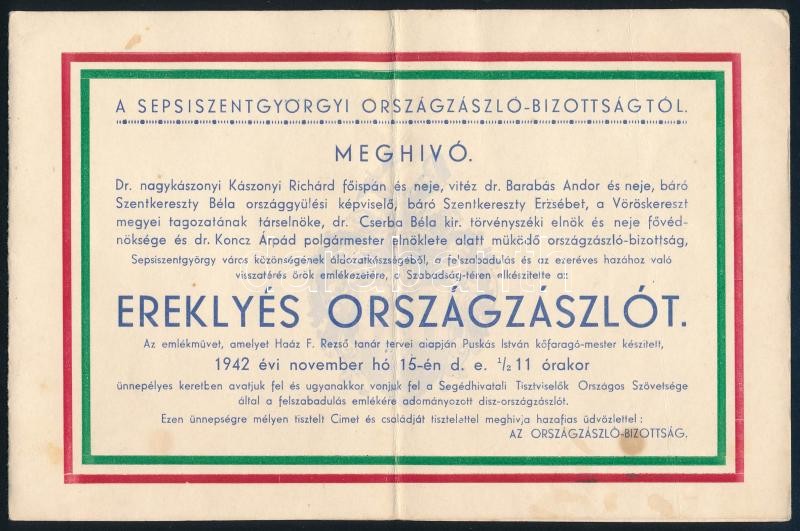 A SEPSISZENTGYÖRGYI ORSZÁGZÁSZLÓ-BIZOTTSÁGTÓL.
MEGHIVÓ.
Dr. nagykászonyi Kászonyi Richárd főispán és neje, vitéz dr. Barabás Andor és neje, báró
Szentkereszty Béla országgyülési képviselő, báró Szentkereszty Erzsébet, a Vöröskereszt
megyei tagozatának társelnöke, dr. Cserba Béla kir. törvényszéki elnök és neje fővéd-
nöksége és dr. Koncz Árpád polgármester elnöklete alatt müködő országzászló-bizottság,
Sepsiszentgyörgy város közönségének áldozatkészségéből, a felszabadulás és az ezeréves hazához való
visszatérés örök emlékezetére, a Szabadság-téren elkészitette az:
EREKLYÉS ORSZÁGZÁSZLÓT.
Az emlékmüvet, amelyet Haáz F. Rezső tanár tervei alapján Puskás István kőfaragó-mester készitett,
1942 évi november hó 15-én d. e. 1/2 11 órakor
ünnepélyes keretben avatjuk fel és ugyanakkor vonjuk fel a Segédhivatali Tisztviselők Országos Szövetsége
által a felszabadulás emlékére adományozott disz-országzászlót.
Ezen ünnepségre mélyen tisztelt Cimet és családját tisztelettel meghivja hazafias üdvözlettel:
AZ ORSZÁGZÁSZLÓ-BIZOTTSÁG.